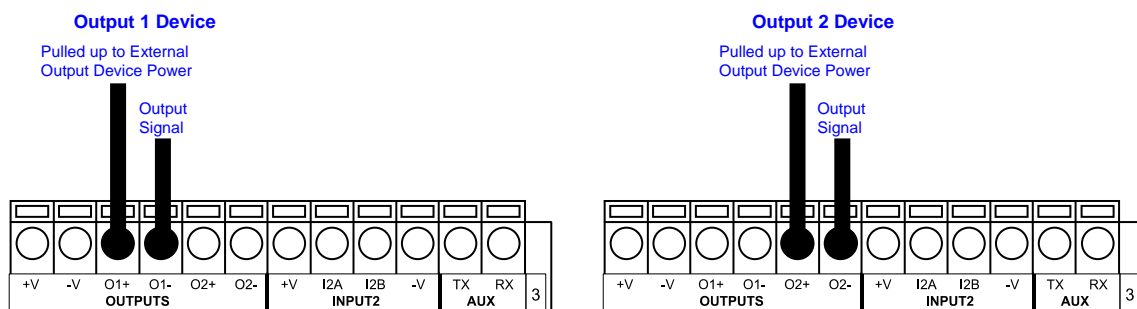 Output 1 Device
Pulled up to External
Output Device Power
Output
Signal
+V -V O1+ O1- O2+ O2- +V I2A I2B -V TX RX
OUTPUTS INPUT2 AUX 3
Output 2 Device
Pulled up to External
Output Device Power
Output
Signal
+V -V O1+ O1- O2+ O2- +V I2A I2B -V TX RX
OUTPUTS INPUT2 AUX 3